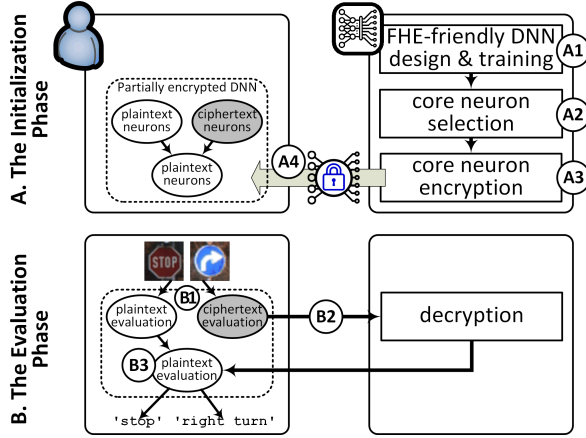 A. The Initialization
Phase
Partially encrypted DNN
plaintext
neurons
ciphertext
neurons
plaintext
neurons
A4
FHE-friendly DNN
design & training
A1
core neuron
selection
A2
core neuron
encryption
A3
B. The Evaluation
Phase
STOP
B1
plaintext
evaluation
ciphertext
evaluation
B2
decryption
B3
plaintext
evaluation
'stop' 'right turn'